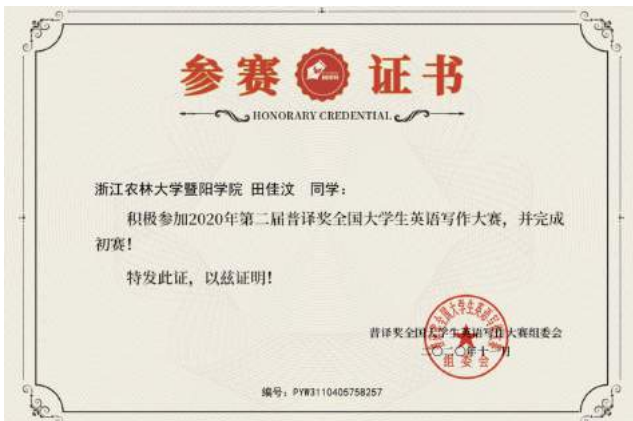 参赛证书
HONORARY CREDENTIAL
浙江农林大学暨阳学院 田佳汶 同学：
积极参加2020年第二届普译奖全国大学生英语写作大赛，并完成
初赛！
特发此证，以兹证明！
普译奖全国大学生英语写作大赛组委会
二〇二〇年十一月
组委会
编号：PYW3110405758257